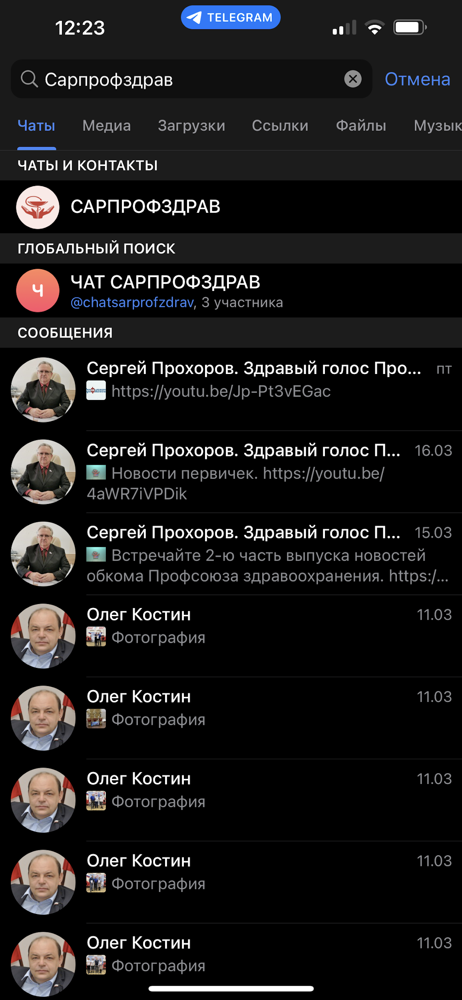 12:23
TELEGRAM
Сарпрофздрав
Отмена
Чаты Медиа Загрузки Ссылки Файлы Музык
ЧАТЫ И КОНТАКТЫ
САРПРОФЗДРАВ
ГЛОБАЛЬНЫЙ ПОИСК
Ч
ЧАТ САРПРОФЗДРАВ
@chatsarprofzdrav, 3 участника
СООБЩЕНИЯ
Сергей Прохоров. Здравый голос Про... пт
https://youtu.be/Jp-Pt3vEGac
Сергей Прохоров. Здравый голос П... 16.03
Новости первичек. https://youtu.be/
4aWR7iVPDik
Сергей Прохоров. Здравый голос П... 15.03
Встречайте 2-ю часть выпуска новостей
обкома Профсоюза здравоохранения. https:/...
Олег Костин 11.03
Фотография
Олег Костин 11.03
Фотография
Олег Костин 11.03
Фотография
Олег Костин 11.03
Фотография
Олег Костин 11.03
Фотография